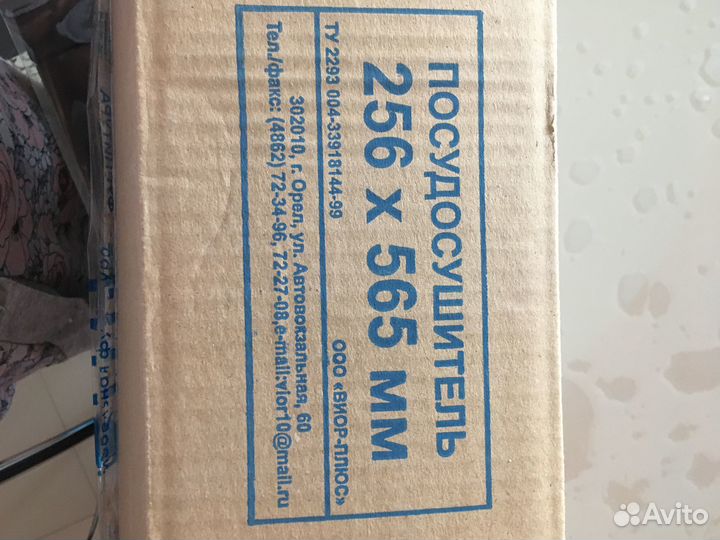 ПОСУДОСУШИТЕЛЬ
256 х 565 ММ
ТУ 2293 004-33918144-99 ООО «ВИОР-ПЛЮС»
302010, г. Орел, ул. Автовокзальная, 60
Тел./факс: (4862) 72-34-96, 72-27-08,e-mail:vior10@mail.ru
Avito